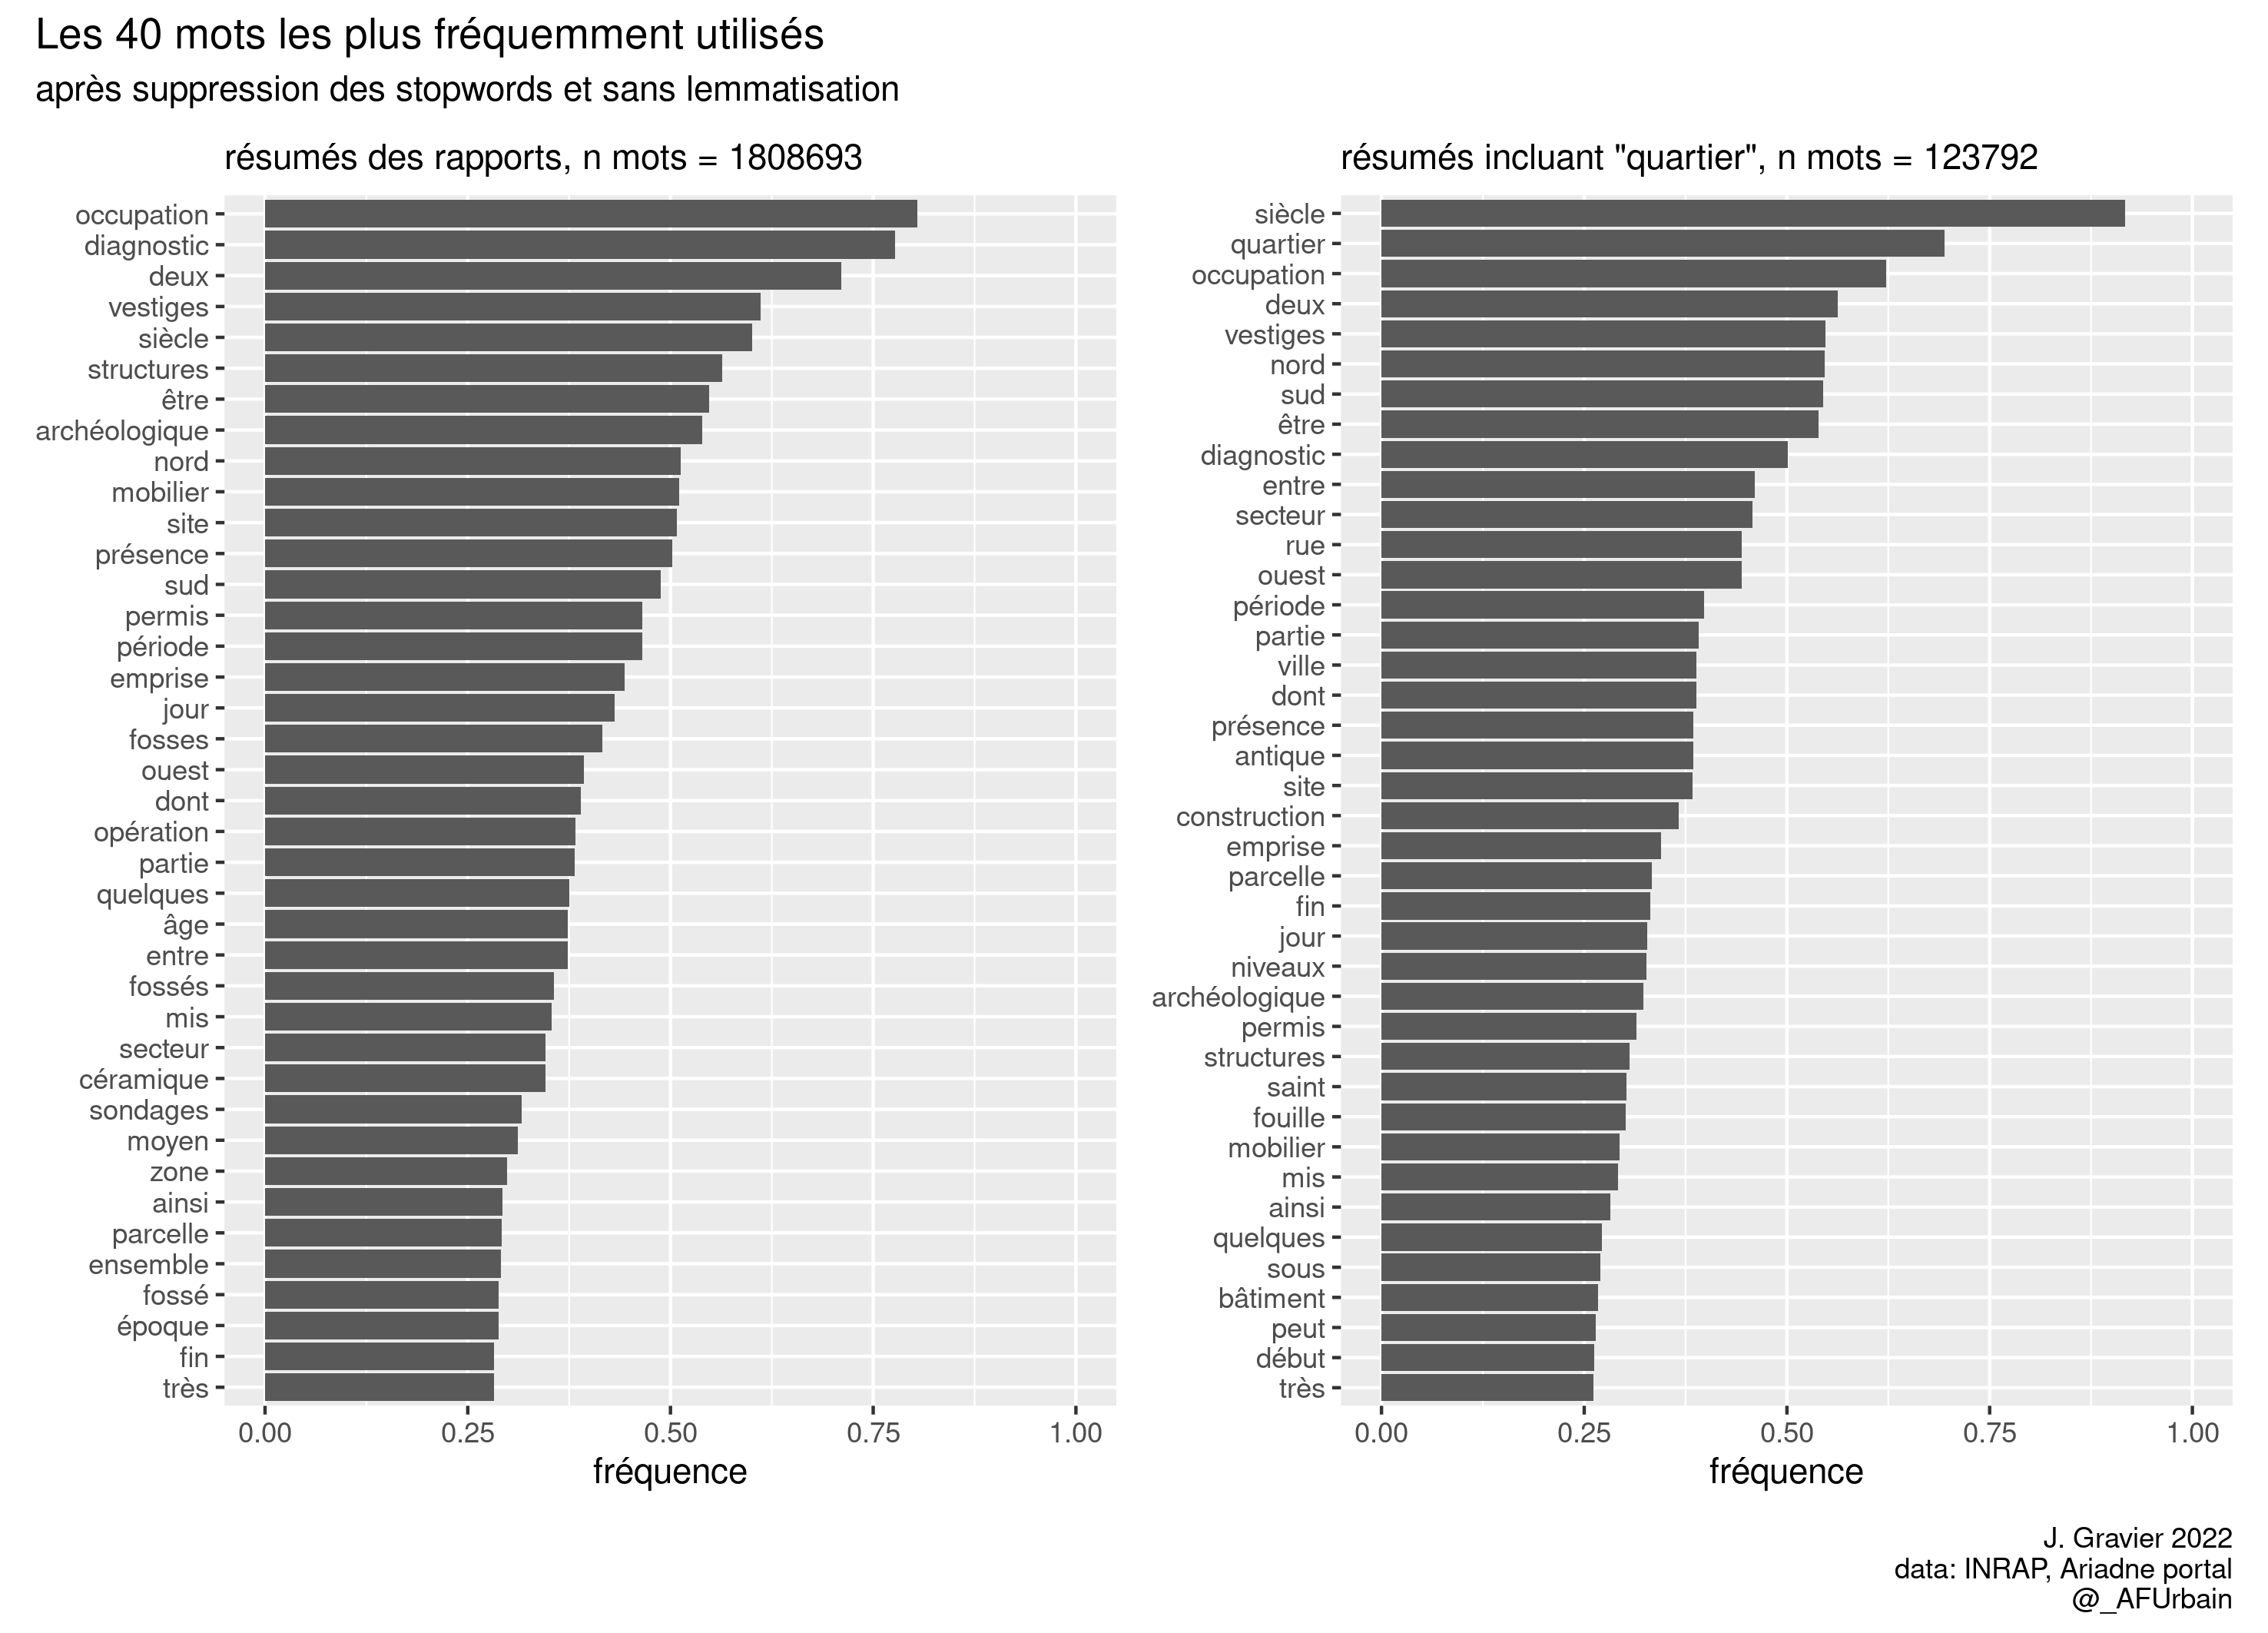 Les 40 mots les plus fréquemment utilisés
après suppression des stopwords et sans lemmatisation
résumés des rapports, n mots = 1808693
occupation
diagnostic
deux
vestiges
siècle
structures
être
archéologique
nord
mobilier
site
présence
sud
permis
période
emprise
jour
fosses
ouest
dont
opération
partie
quelques
âge
entre
fossés
mis
secteur
céramique
sondages
moyen
zone
ainsi
parcelle
ensemble
fossé
époque
fin
très
0.00 0.25 0.50 0.75 1.00
fréquence
résumés incluant "quartier", n mots = 123792
siècle
quartier
occupation
deux
vestiges
nord
sud
être
diagnostic
entre
secteur
rue
ouest
période
partie
ville
dont
présence
antique
site
construction
emprise
parcelle
fin
jour
niveaux
archéologique
permis
structures
saint
fouille
mobilier
mis
ainsi
quelques
sous
bâtiment
peut
début
très
0.00 0.25 0.50 0.75 1.00
fréquence
J. Gravier 2022
data: INRAP, Ariadne portal
@_AFUrbain